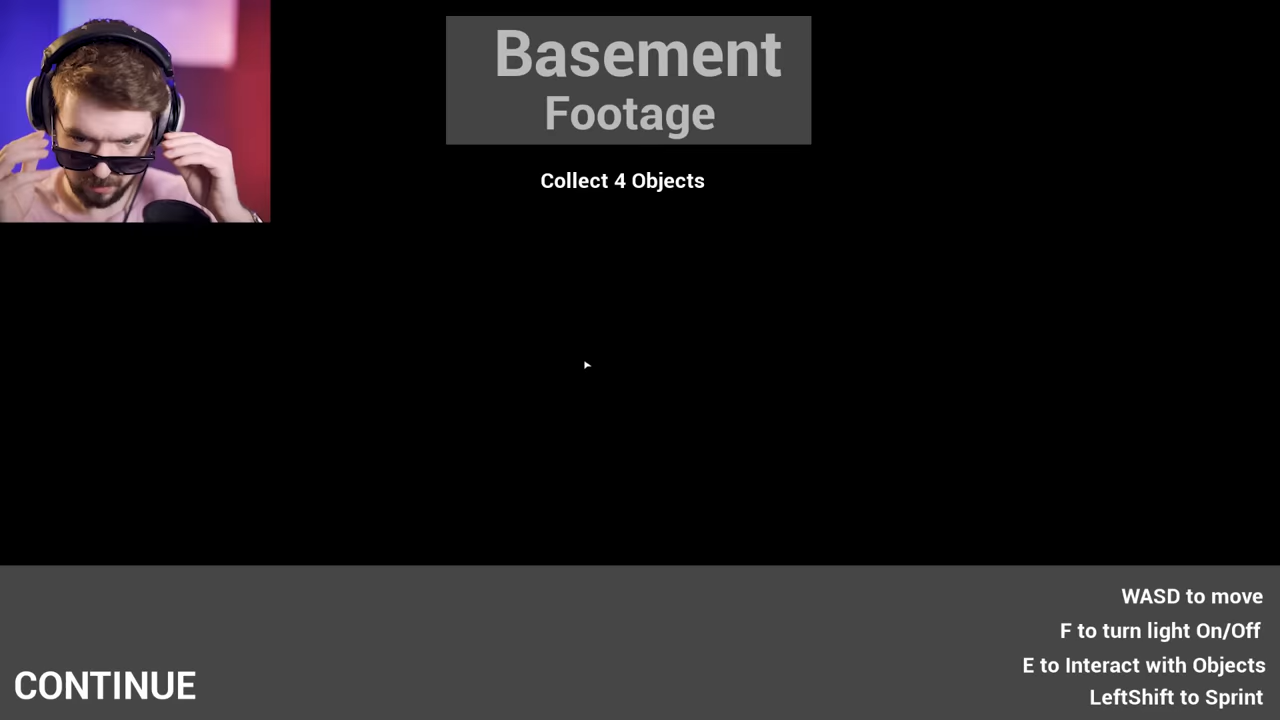 Basement
Footage
Collect 4 Objects
WASD to move
F to turn light On/Off
E to Interact with Objects
LeftShift to Sprint
CONTINUE